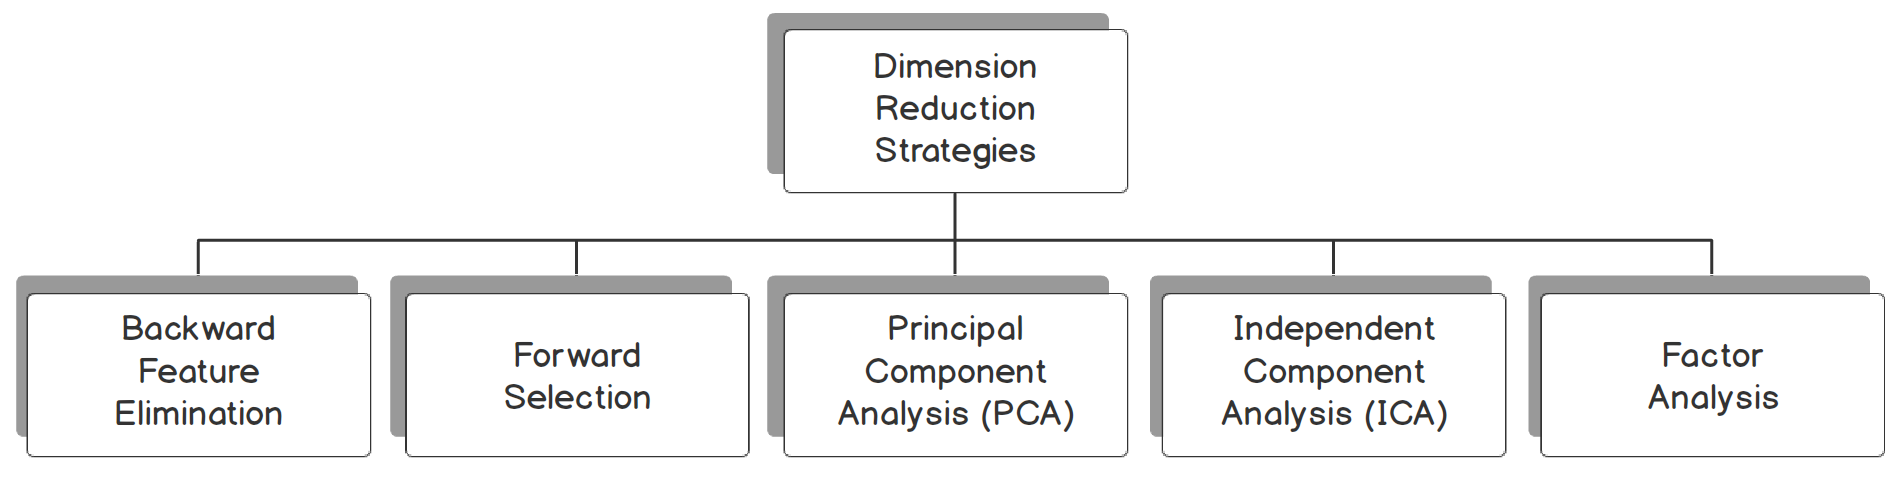 Dimension
Reduction
Strategies
Backward
Feature
Elimination
Forward
Selection
Principal
Component
Analysis (PCA)
Independent
Component
Analysis (ICA)
Factor
Analysis